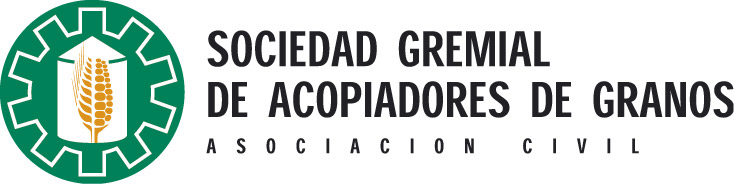 SOCIEDAD GREMIAL
DE ACOPIADORES DE GRANOS
ASOCIACION CIVIL